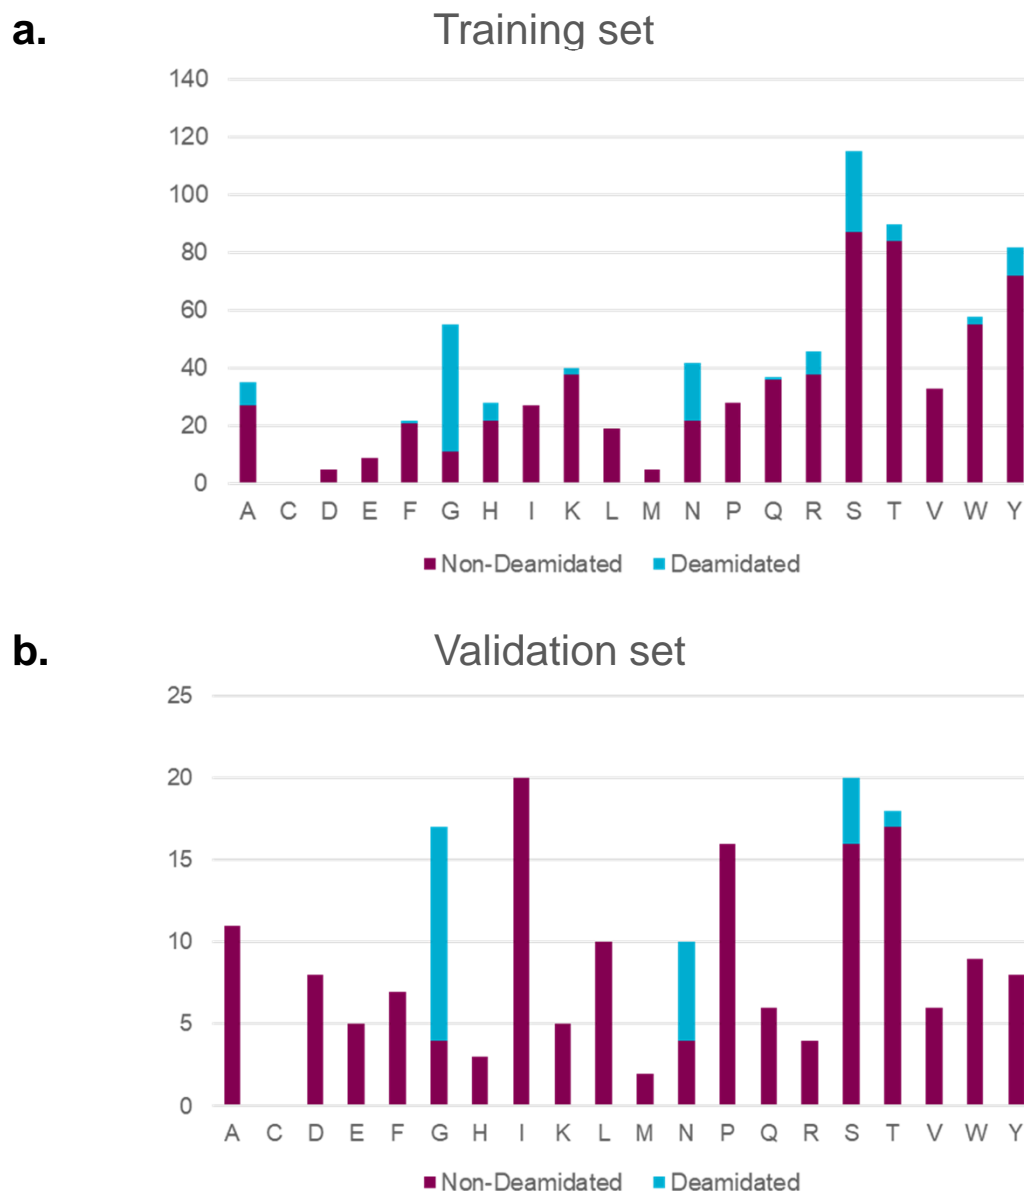 a.
Training set
140
120
100
80
60
40
20
0
A C D E F G H I K L M N P Q R S T V W Y
Non-Deamidated Deamidated
b.
Validation set
25
20
15
10
5
0
A C D E F G H I K L M N P Q R S T V W Y
Non-Deamidated Deamidated